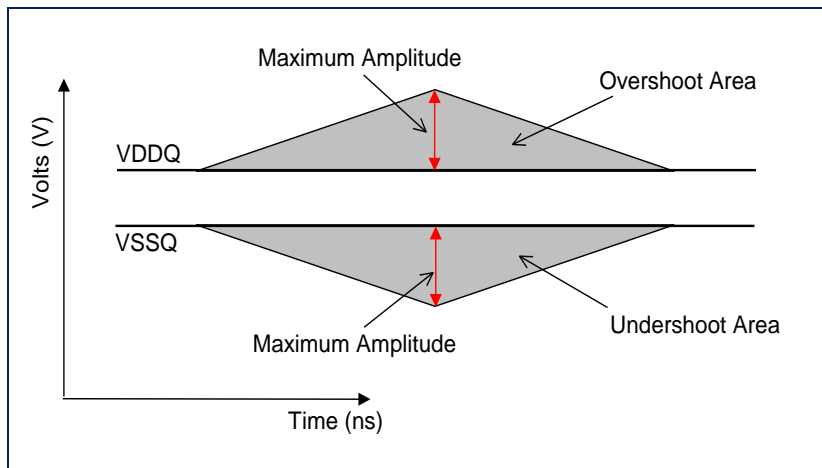 Maximum Amplitude
Overshoot Area
Volts (V)
VDDQ
VSSQ
Undershoot Area
Maximum Amplitude
Time (ns)